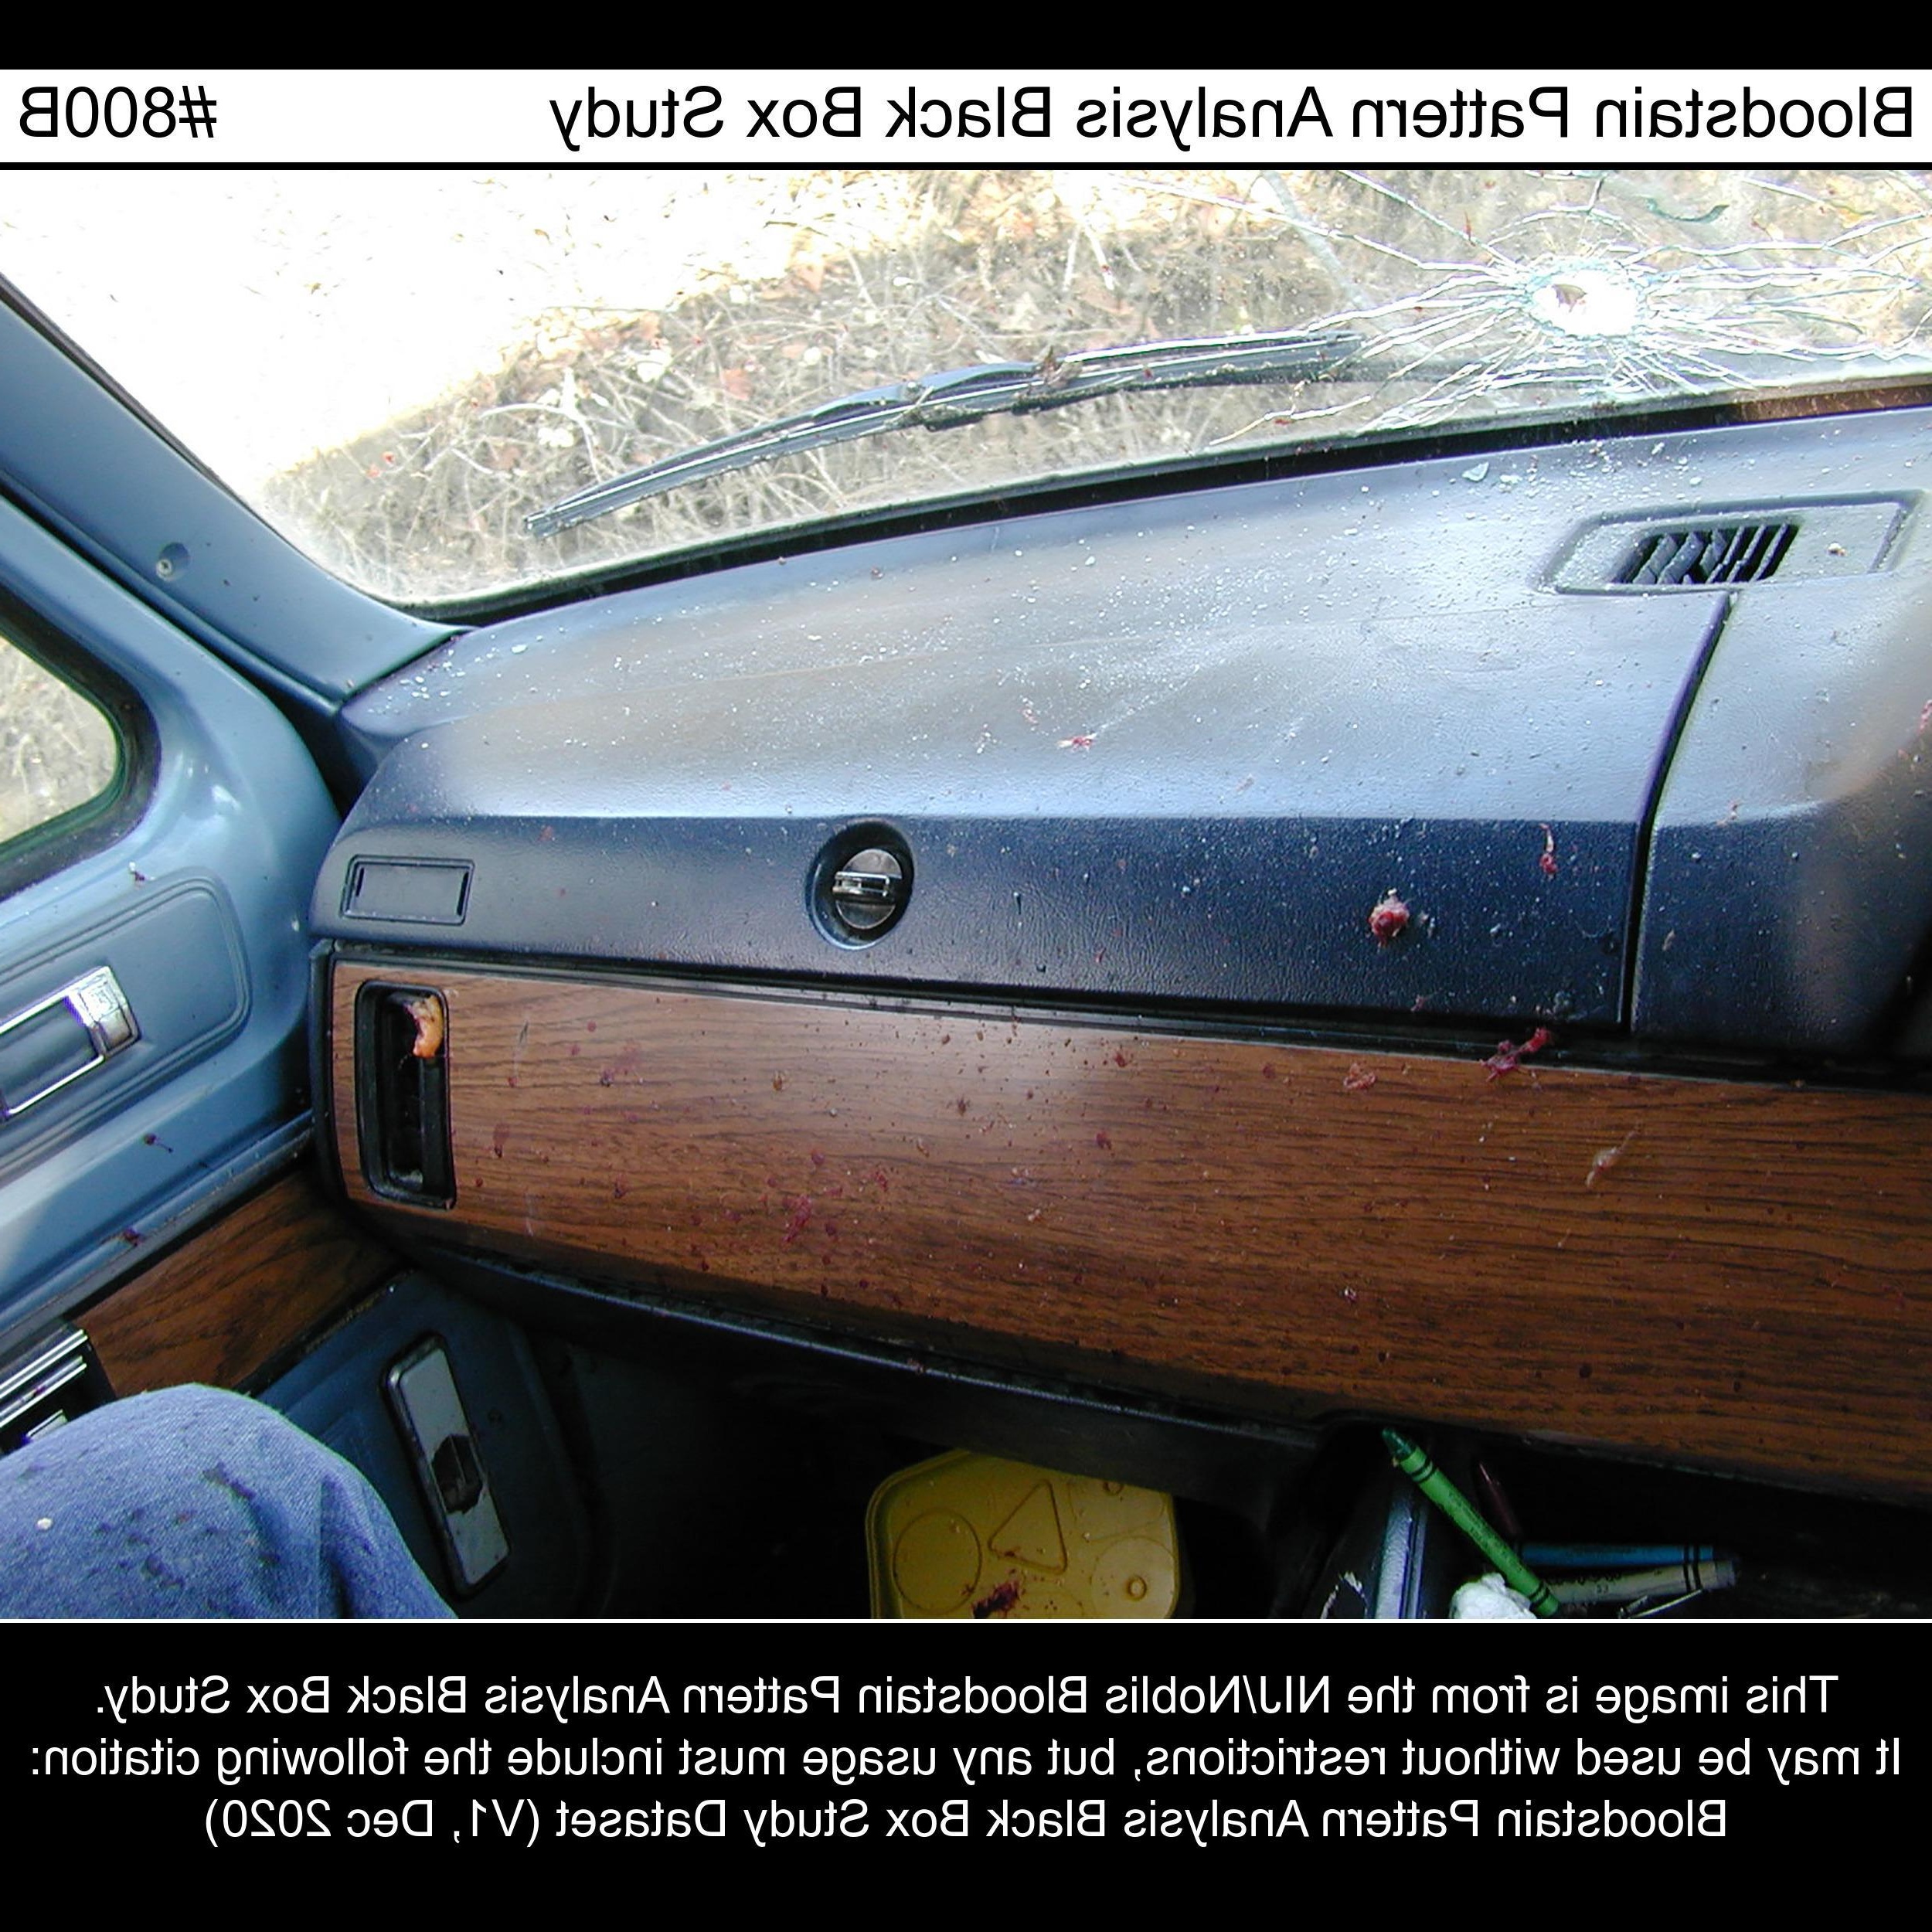 Bloodstain Pattern Analysis Black Box Study #800B
This image is from the NIJ/Noblis Bloodstain Pattern Analysis Black Box Study.
It may be used without restrictions, but any usage must include the following citation:
Bloodstain Pattern Analysis Black Box Study Dataset (V1, Dec 2020)